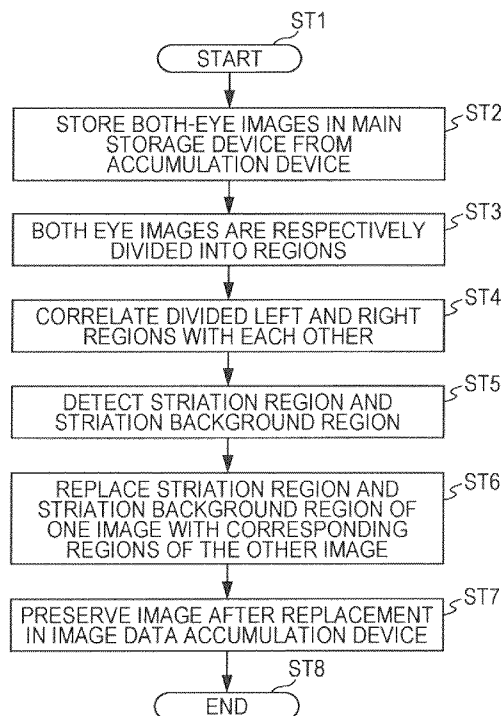 ST1
START
ST2
STORE BOTH-EYE IMAGES IN MAIN
STORAGE DEVICE FROM
ACCUMULATION DEVICE
ST3
BOTH EYE IMAGES ARE RESPECTIVELY
DIVIDED INTO REGIONS
ST4
CORRELATE DIVIDED LEFT AND RIGHT
REGIONS WITH EACH OTHER
ST5
DETECT STRIATION REGION AND
STRIATION BACKGROUND REGION
ST6
REPLACE STRIATION REGION AND
STRIATION BACKGROUND REGION OF
ONE IMAGE WITH CORRESPONDING
REGIONS OF THE OTHER IMAGE
ST7
PRESERVE IMAGE AFTER REPLACEMENT
IN IMAGE DATA ACCUMULATION DEVICE
ST8
END